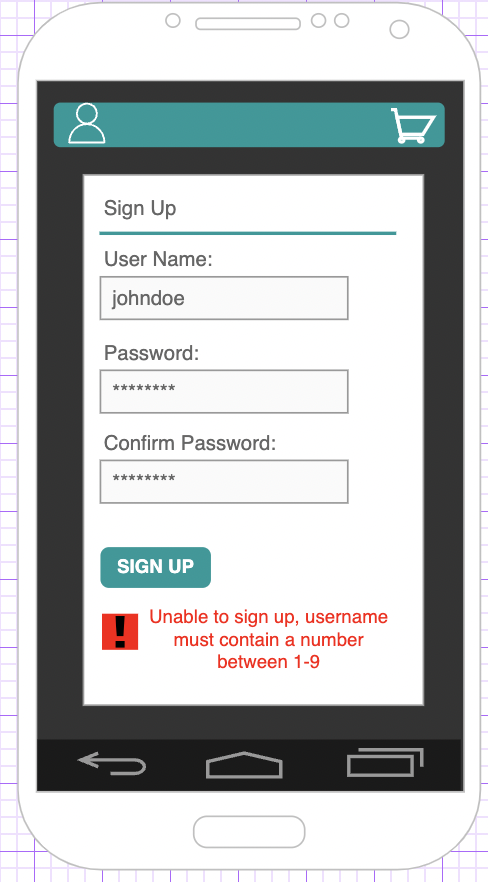 Sign Up
User Name:
johndoe
Password:
********
Confirm Password:
********
SIGN UP
! Unable to sign up, username
must contain a number
between 1-9